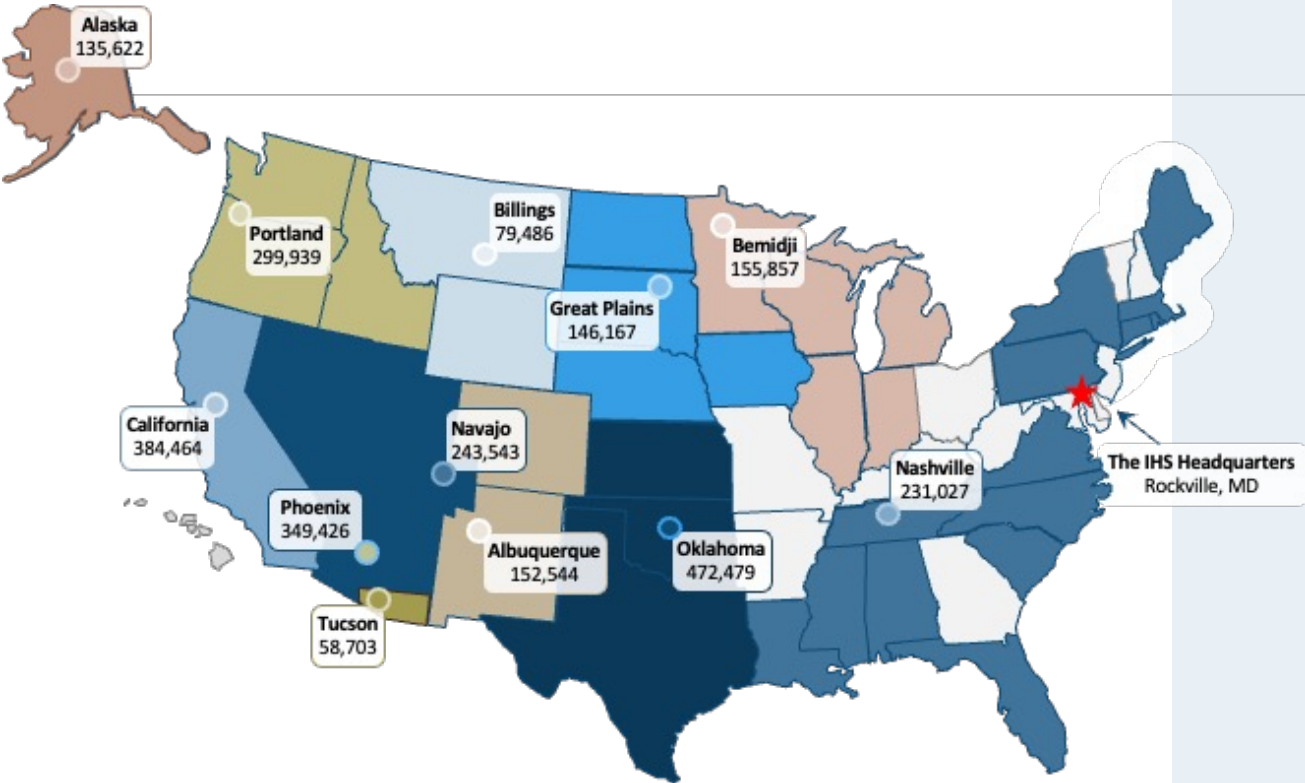 Alaska
135,622
Billings
79,486
Portland
299,939
Bemidji
155,857
Great Plains
146,167
California
384,464
Navajo
243,543
Nashville
231,027
The IHS Headquarters
Rockville, MD
Phoenix
349,426
Albuquerque
152,544
Oklahoma
472,479
Tucson
58,703